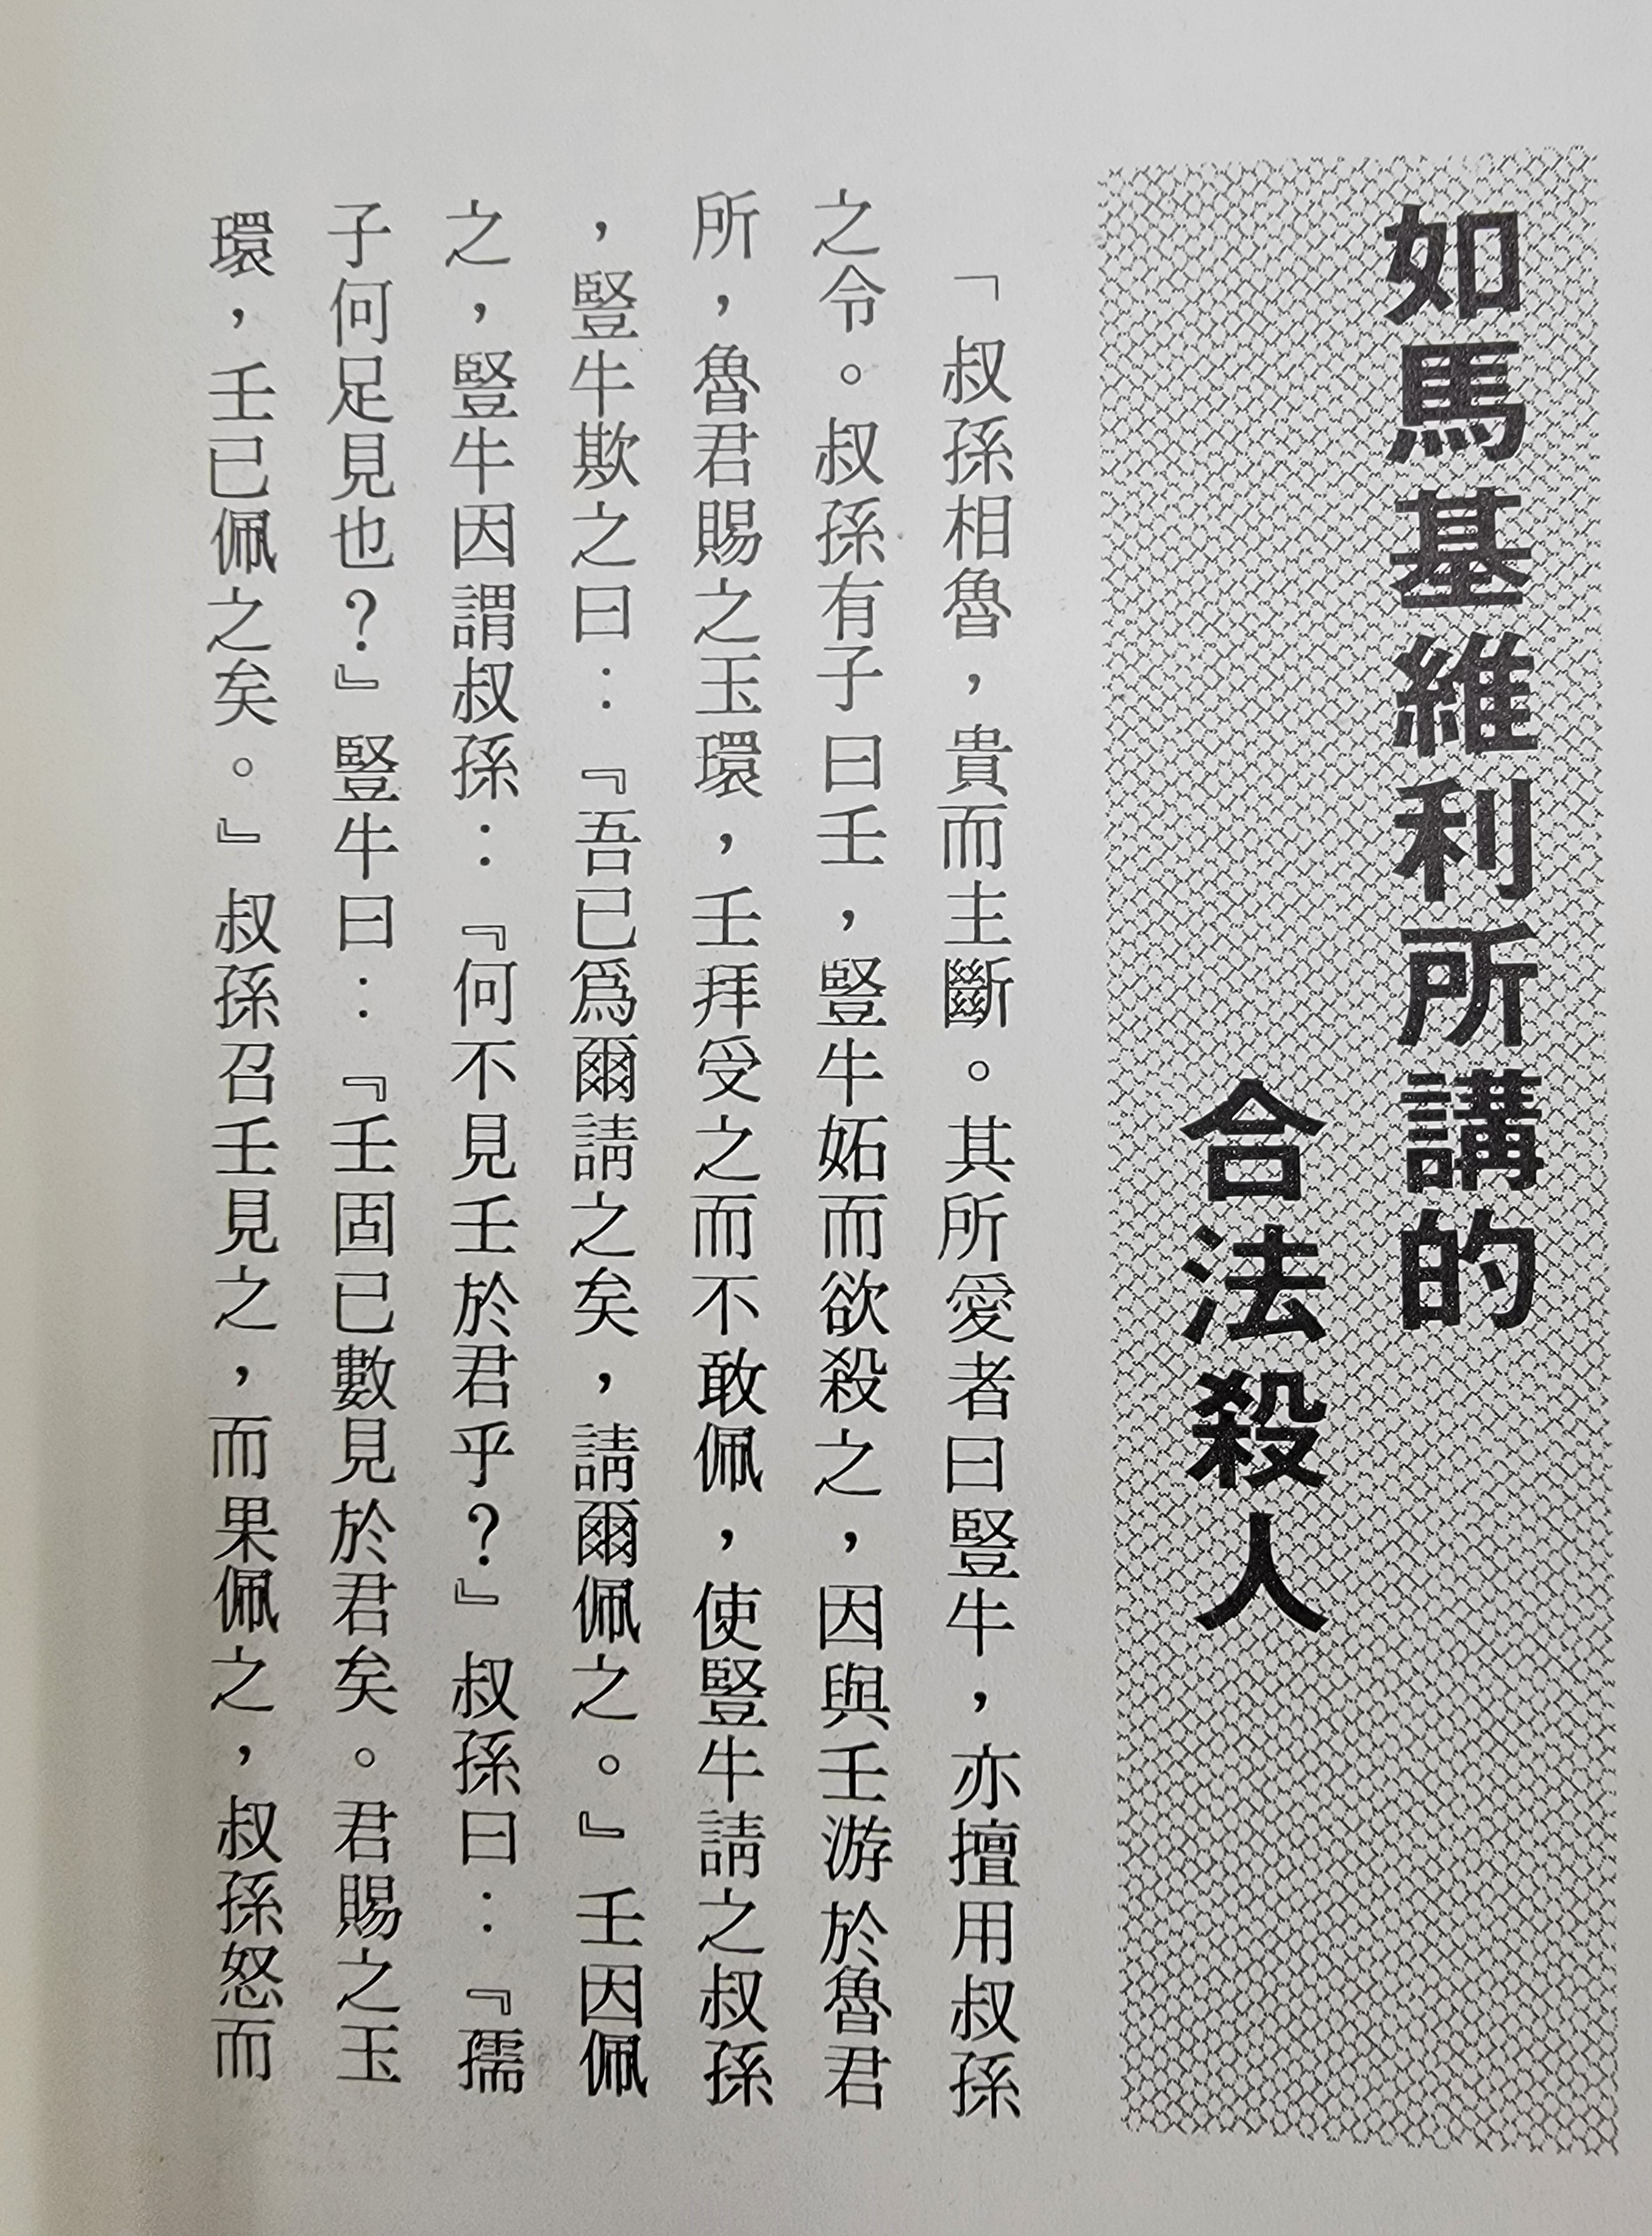 如馬基維利所講的
合法殺人
「叔孫相魯，貴而主斷。其所愛者曰豎牛，亦擅用叔孫
之令。叔孫有子曰壬，豎牛妬而欲殺之，因與壬游於魯君
所，魯君賜之玉環，壬拜受之而不敢佩，使豎牛請之叔孫
，豎牛欺之曰：『吾已爲爾請之矣，請爾佩之。』壬因佩
之，豎牛因謂叔孫：『何不見壬於君乎？』叔孫曰：『孺
子何足見也？』豎牛曰：『壬固已數見於君矣。君賜之玉
環，壬已佩之矣。』叔孫召壬見之，而果佩之，叔孫怒而